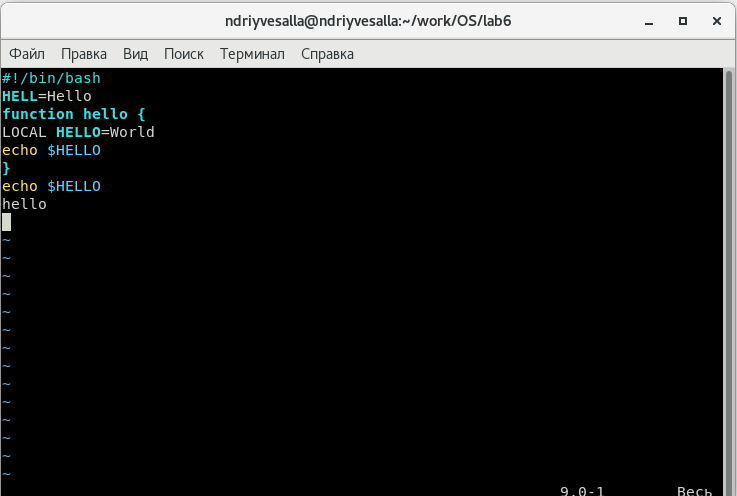 ndriyvesalla@ndriyvesalla:~/work/OS/lab6
Файл Правка Вид Поиск Терминал Справка
#!/bin/bash
HELL=Hello
function hello {
LOCAL HELLO=World
echo $HELLO
}
echo $HELLO
hello
~
~
~
~
~
~
~
~
~
~
~
~
~
~
9,0-1 Весь